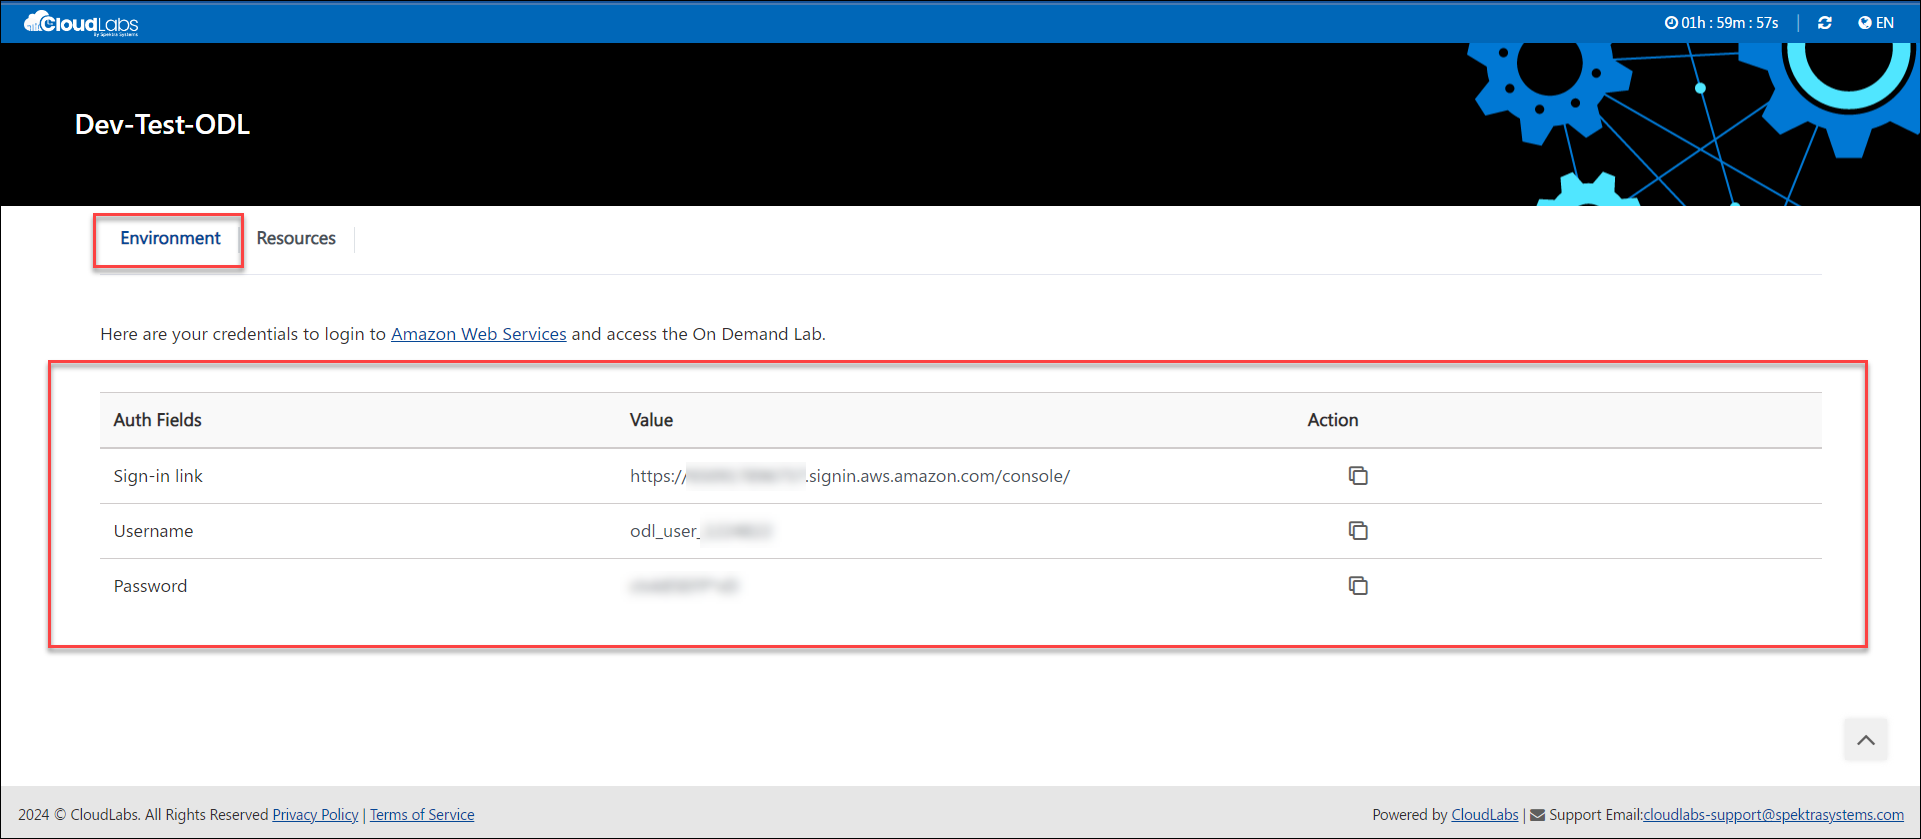 CloudLabs
By Spektra Systems
01h : 59m : 57s
EN
Dev-Test-ODL
Environment Resources
Here are your credentials to login to Amazon Web Services and access the On Demand Lab.
Auth Fields Value Action
Sign-in link https:// .signin.aws.amazon.com/console/
Username odl_user_
Password
2024 © CloudLabs. All Rights Reserved Privacy Policy | Terms of Service
Powered by CloudLabs | Support Email:cloudlabs-support@spektrasystems.com